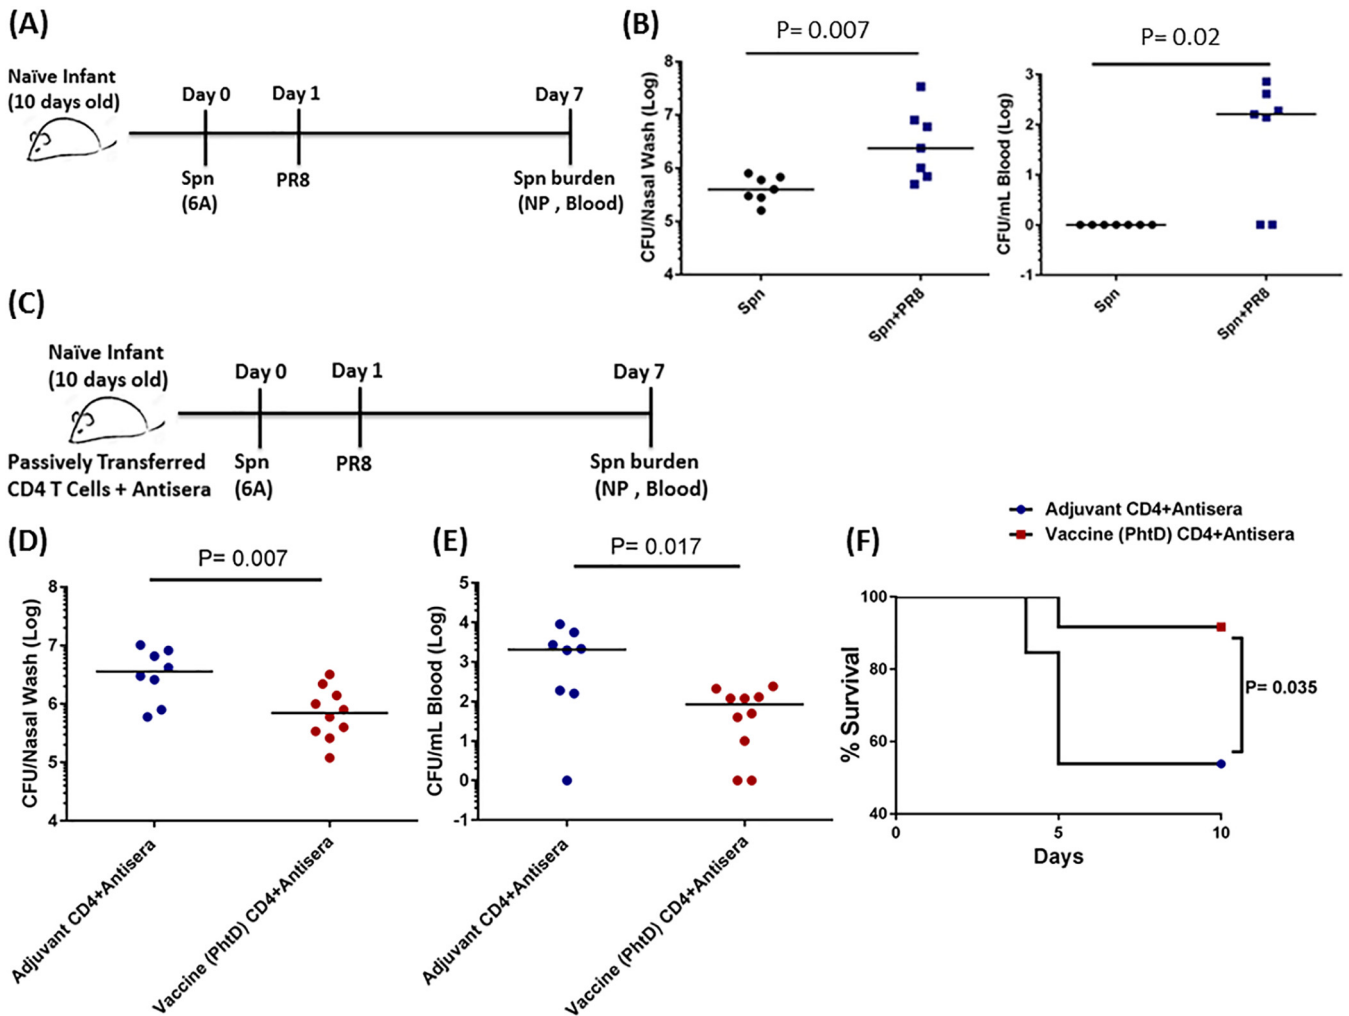 (A)
Naïve Infant
(10 days old)
Day 0
Day 1
Day 7
Spn
(6A)
PR8
Spn burden
(NP , Blood)
(B)
P= 0.007
CFU/Nasal Wash (Log)
8
7
6
5
4
Spn
Spn+PR8
P= 0.02
CFU/mL Blood (Log)
3
2
1
0
-1
Spn
Spn+PR8
(C)
Naïve Infant
(10 days old)
Day 0
Day 1
Day 7
Passively Transferred
CD4 T Cells + Antisera
Spn
(6A)
PR8
Spn burden
(NP , Blood)
(D)
P= 0.007
CFU/Nasal Wash (Log)
8
7
6
5
4
Adjuvant CD4+Antisera
Vaccine (PhtD) CD4+Antisera
(E)
P= 0.017
CFU/mL Blood (Log)
5
4
3
2
1
0
-1
Adjuvant CD4+Antisera
Vaccine (PhtD) CD4+Antisera
(F)
Adjuvant CD4+Antisera
Vaccine (PhtD) CD4+Antisera
% Survival
100
80
60
40
0
5
10
Days
P= 0.035